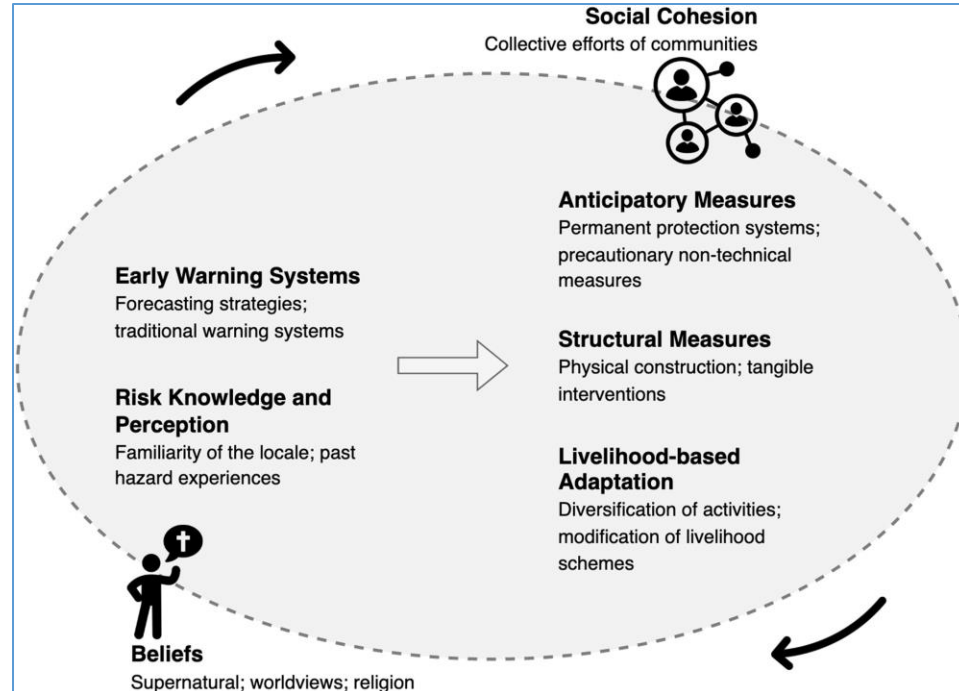 Social Cohesion
Collective efforts of communities
Anticipatory Measures
Permanent protection systems;
precautionary non-technical
measures
Early Warning Systems
Forecasting strategies;
traditional warning systems
Structural Measures
Physical construction; tangible
interventions
Risk Knowledge and
Perception
Familiarity of the locale; past
hazard experiences
Livelihood-based
Adaptation
Diversification of activities;
modification of livelihood
schemes
Beliefs
Supernatural; worldviews; religion